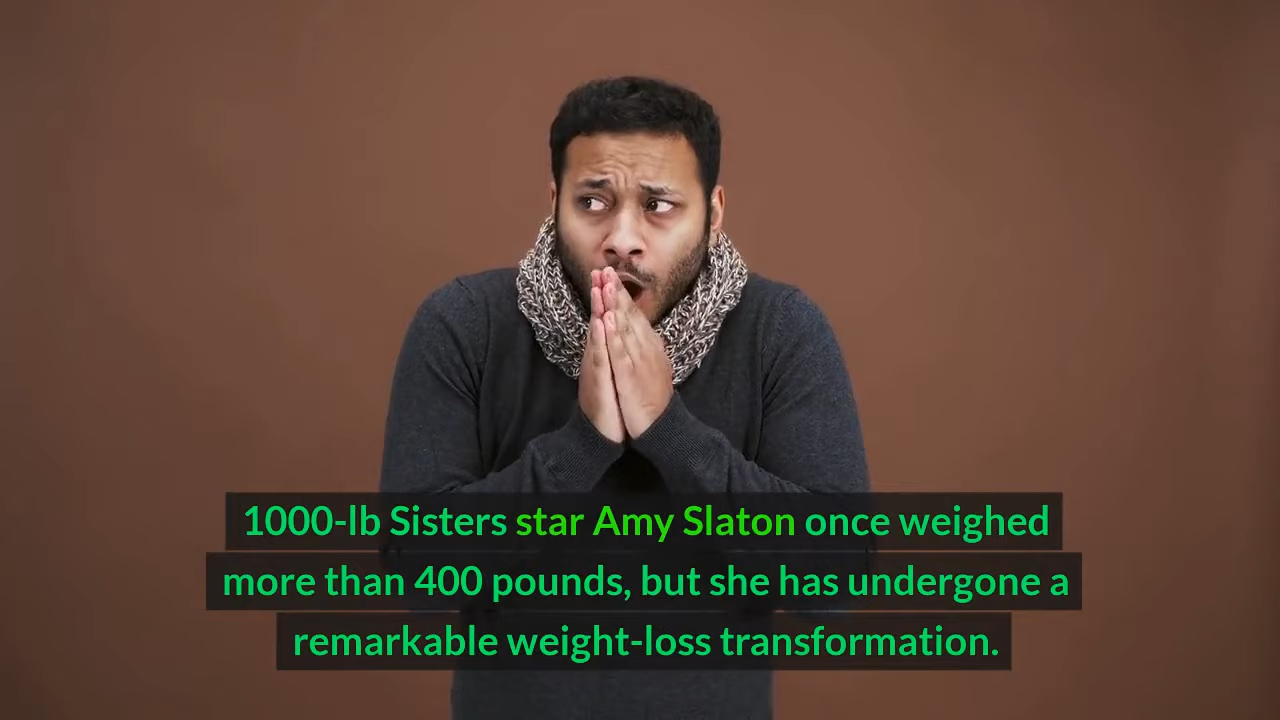 1000-lb Sisters star Amy Slaton once weighed
more than 400 pounds, but she has undergone a
remarkable weight-loss transformation.